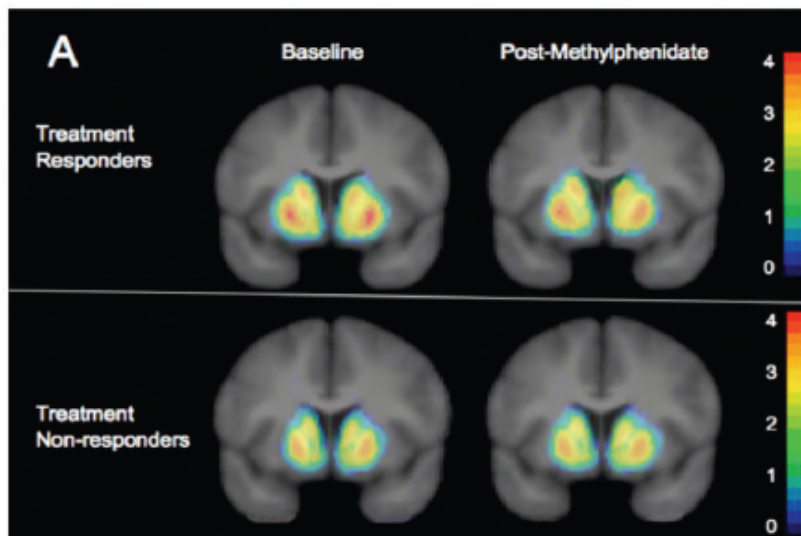 A
Baseline
Post-Methylphenidate
Treatment
Responders
4
3
2
1
0
Treatment
Non-responders
4
3
2
1
0